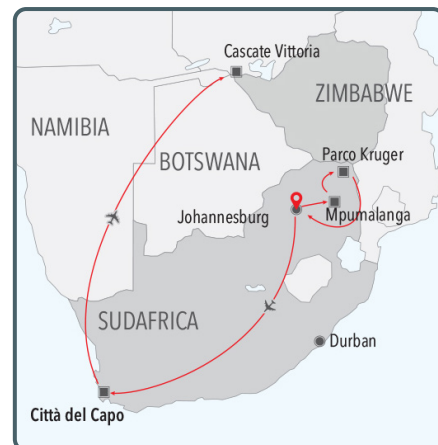 Cascate Vittoria
ZIMBABWE
NAMIBIA
BOTSWANA
Parco Kruger
Johannesburg
Mpumalanga
SUDAFRICA
Durban
Città del Capo